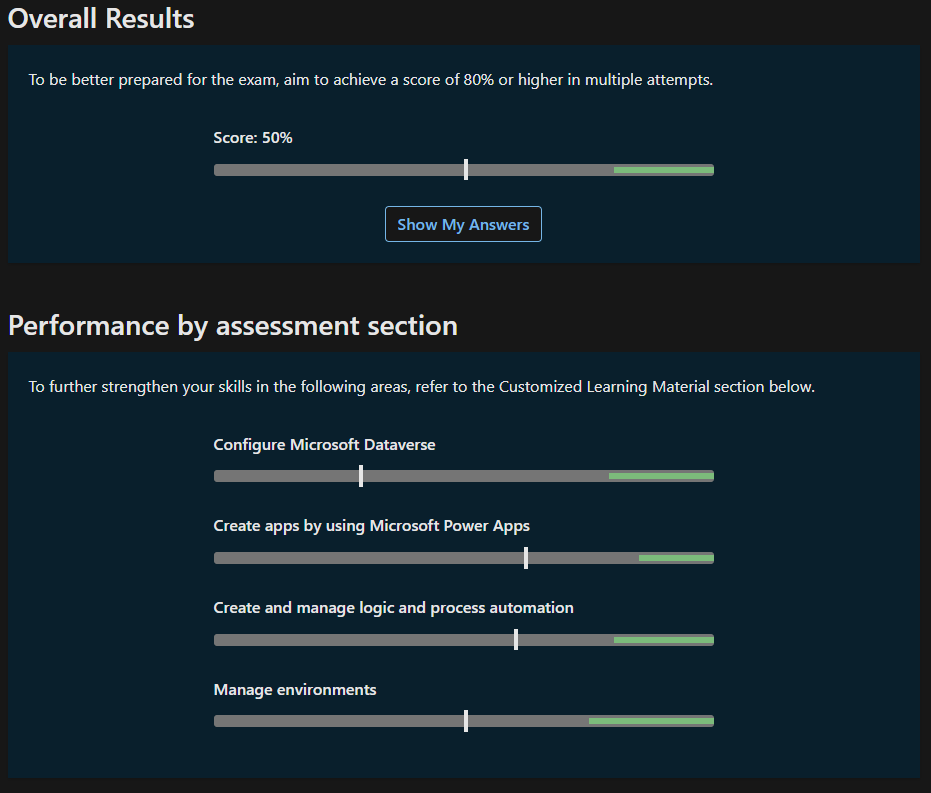 Overall Results
To be better prepared for the exam, aim to achieve a score of 80% or higher in multiple attempts.
Score: 50%
Show My Answers
Performance by assessment section
To further strengthen your skills in the following areas, refer to the Customized Learning Material section below.
Configure Microsoft Dataverse
Create apps by using Microsoft Power Apps
Create and manage logic and process automation
Manage environments